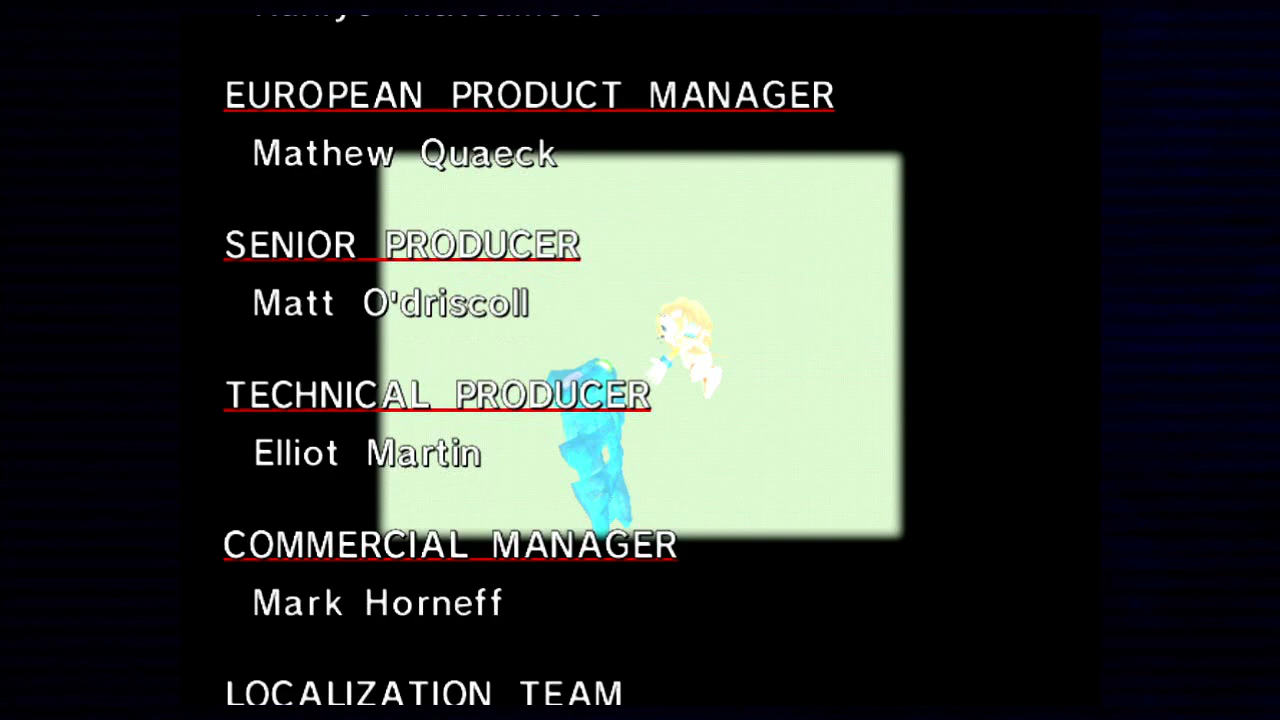 EUROPEAN PRODUCT MANAGER
Mathew Quaeck
SENIOR PRODUCER
Matt O'driscoll
TECHNICAL PRODUCER
Elliot Martin
COMMERCIAL MANAGER
Mark Horneff
LOCALIZATION TEAM